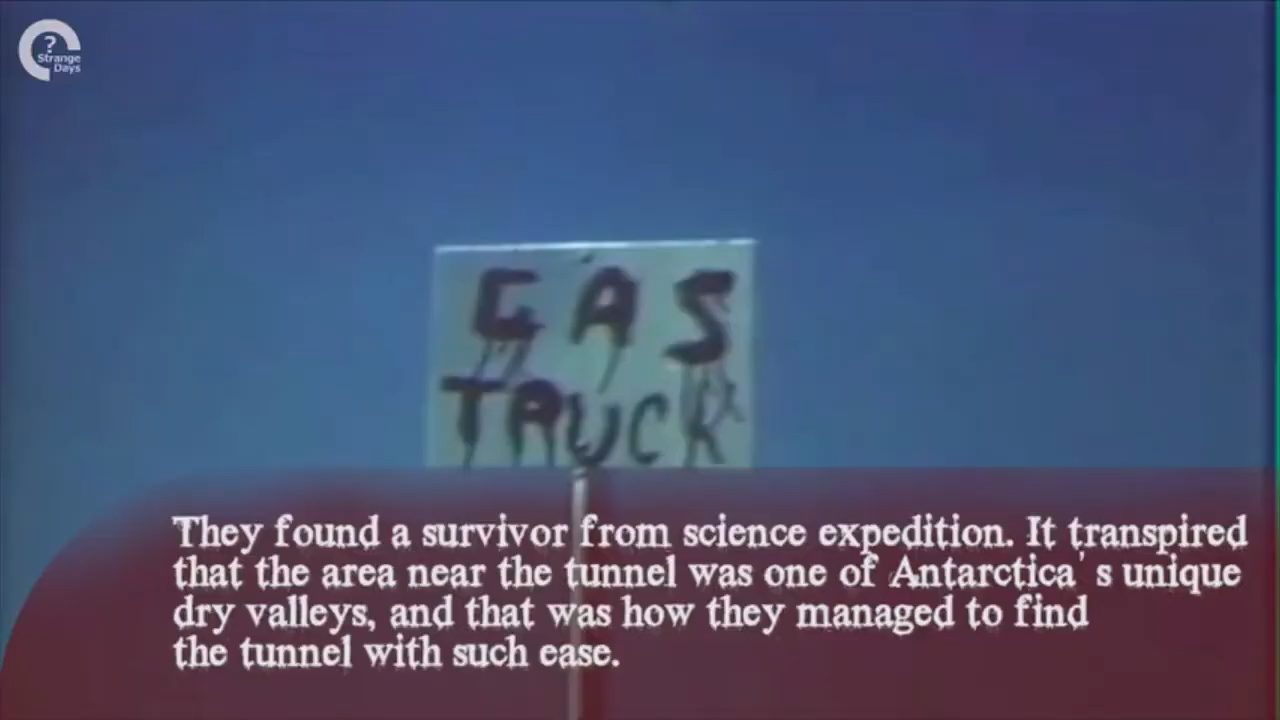 ?
Strange
Days
GAS
TRUCK
They found a survivor from science expedition. It transpired
that the area near the tunnel was one of Antarctica's unique
dry valleys, and that was how they managed to find
the tunnel with such ease.